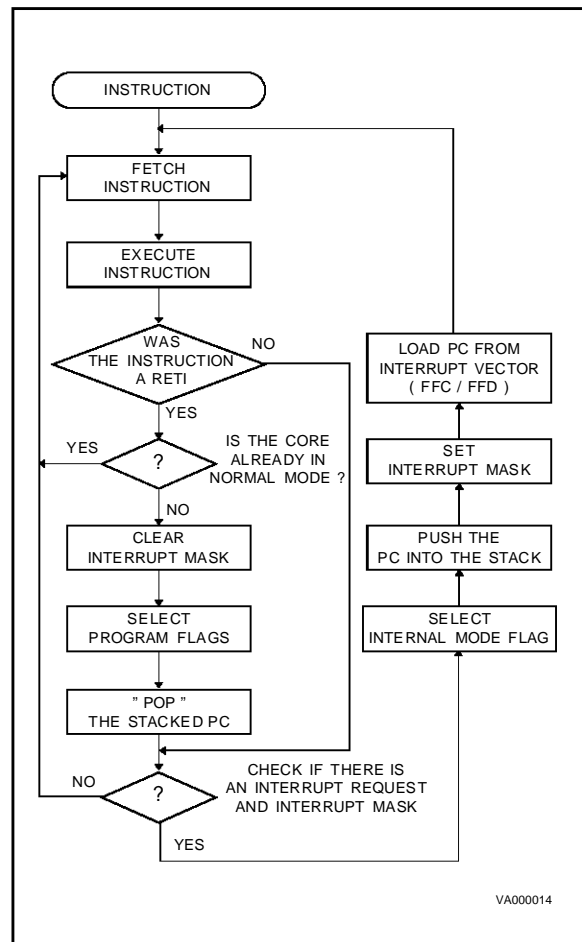 INSTRUCTION
FETCH
INSTRUCTION
EXECUTE
INSTRUCTION
WAS
THE INSTRUCTION
A RETI
NO
YES
?
YES
IS THE CORE
ALREADY IN
NORMAL MODE ?
NO
CLEAR
INTERRUPT MASK
SELECT
PROGRAM FLAGS
" POP "
THE STACKED PC
?
NO
CHECK IF THERE IS
AN INTERRUPT REQUEST
AND INTERRUPT MASK
YES
LOAD PC FROM
INTERRUPT VECTOR
( FFC / FFD )
SET
INTERRUPT MASK
PUSH THE
PC INTO THE STACK
SELECT
INTERNAL MODE FLAG
VA000014